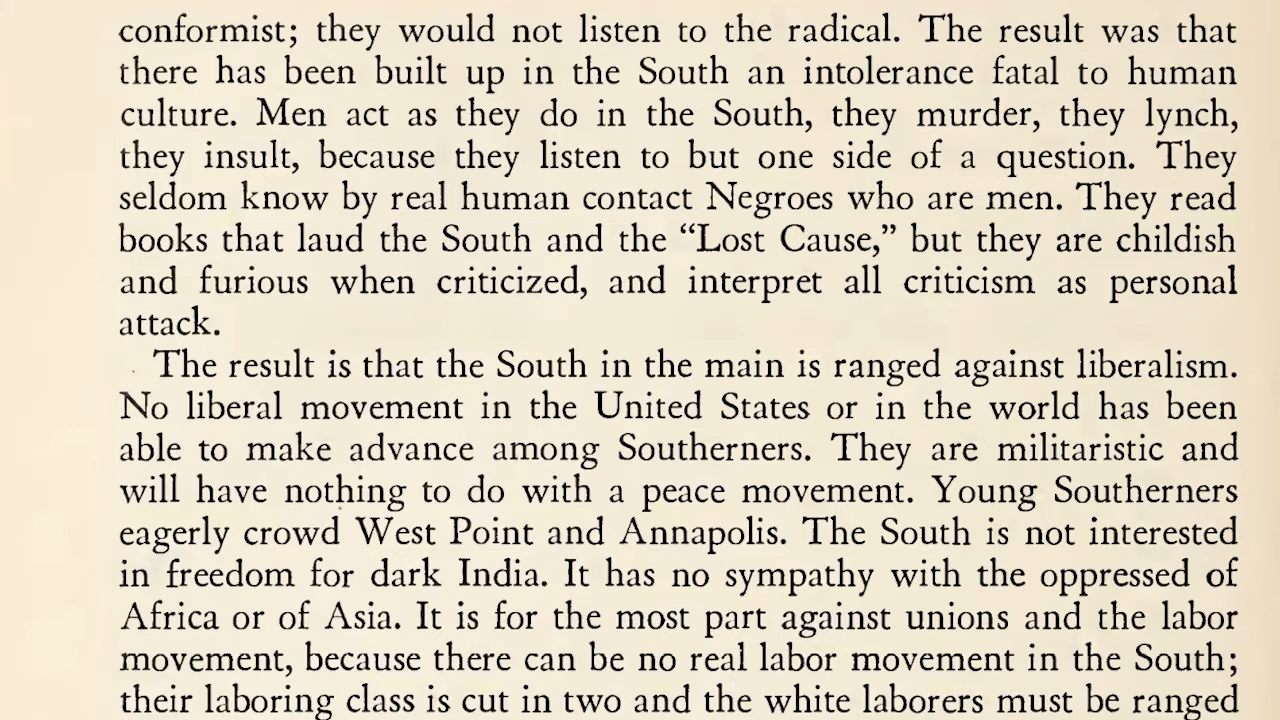 conformist; they would not listen to the radical. The result was that
there has been built up in the South an intolerance fatal to human
culture. Men act as they do in the South, they murder, they lynch,
they insult, because they listen to but one side of a question. They
seldom know by real human contact Negroes who are men. They read
books that laud the South and the “Lost Cause,” but they are childish
and furious when criticized, and interpret all criticism as personal
attack.
The result is that the South in the main is ranged against liberalism.
No liberal movement in the United States or in the world has been
able to make advance among Southerners. They are militaristic and
will have nothing to do with a peace movement. Young Southerners
eagerly crowd West Point and Annapolis. The South is not interested
in freedom for dark India. It has no sympathy with the oppressed of
Africa or of Asia. It is for the most part against unions and the labor
movement, because there can be no real labor movement in the South;
their laboring class is cut in two and the white laborers must be ranged